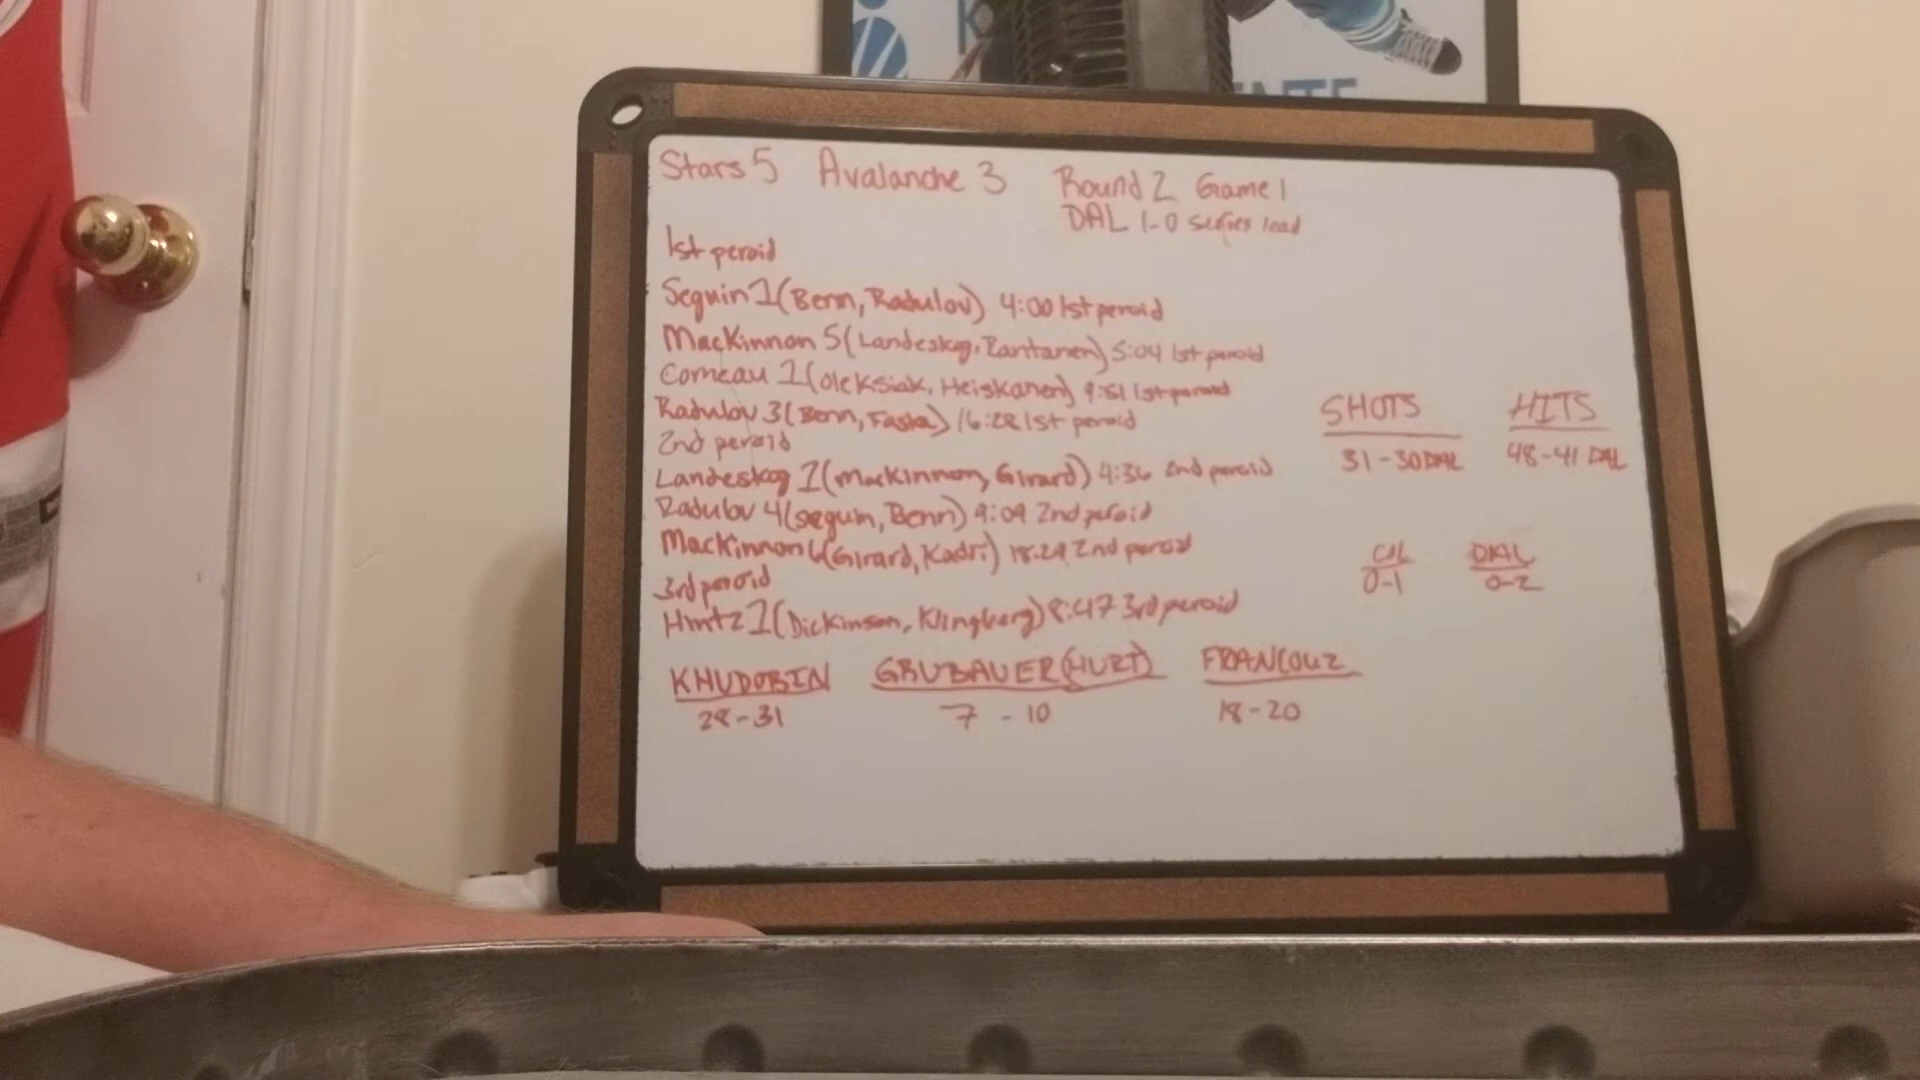 K
ENTE
Stars 5 Avalanche 3 Round 2 Game 1
DAL 1-0 series lead
1st peroid
Seguin 1 (Benn, Radulov) 4:00 1st peroid
MacKinnon 5 (Landeskog, Rantanen) 5:04 1st peroid
Comeau 1 (Oleksiak, Heiskanen) 9:51 1st peroid
Radulov 3 (Benn, Faska) 16:28 1st peroid
2nd peroid
Landeskog 1 (MacKinnon, Girard) 4:36 2nd peroid
Radulov 4 (Seguin, Benn) 9:09 2nd peroid
MacKinnon 6 (Girard, Kadri) 18:29 2nd peroid
3rd peroid
Hintz 1 (Dickinson, Klingberg) 8:47 3rd peroid
SHOTS HITS
31-30 DAL 48-41 DAL
COL DAL
0-1 0-2
KHUDOBIN GRUBAUER (HURT) FRANCOUZ
28-31 7 - 10 18-20